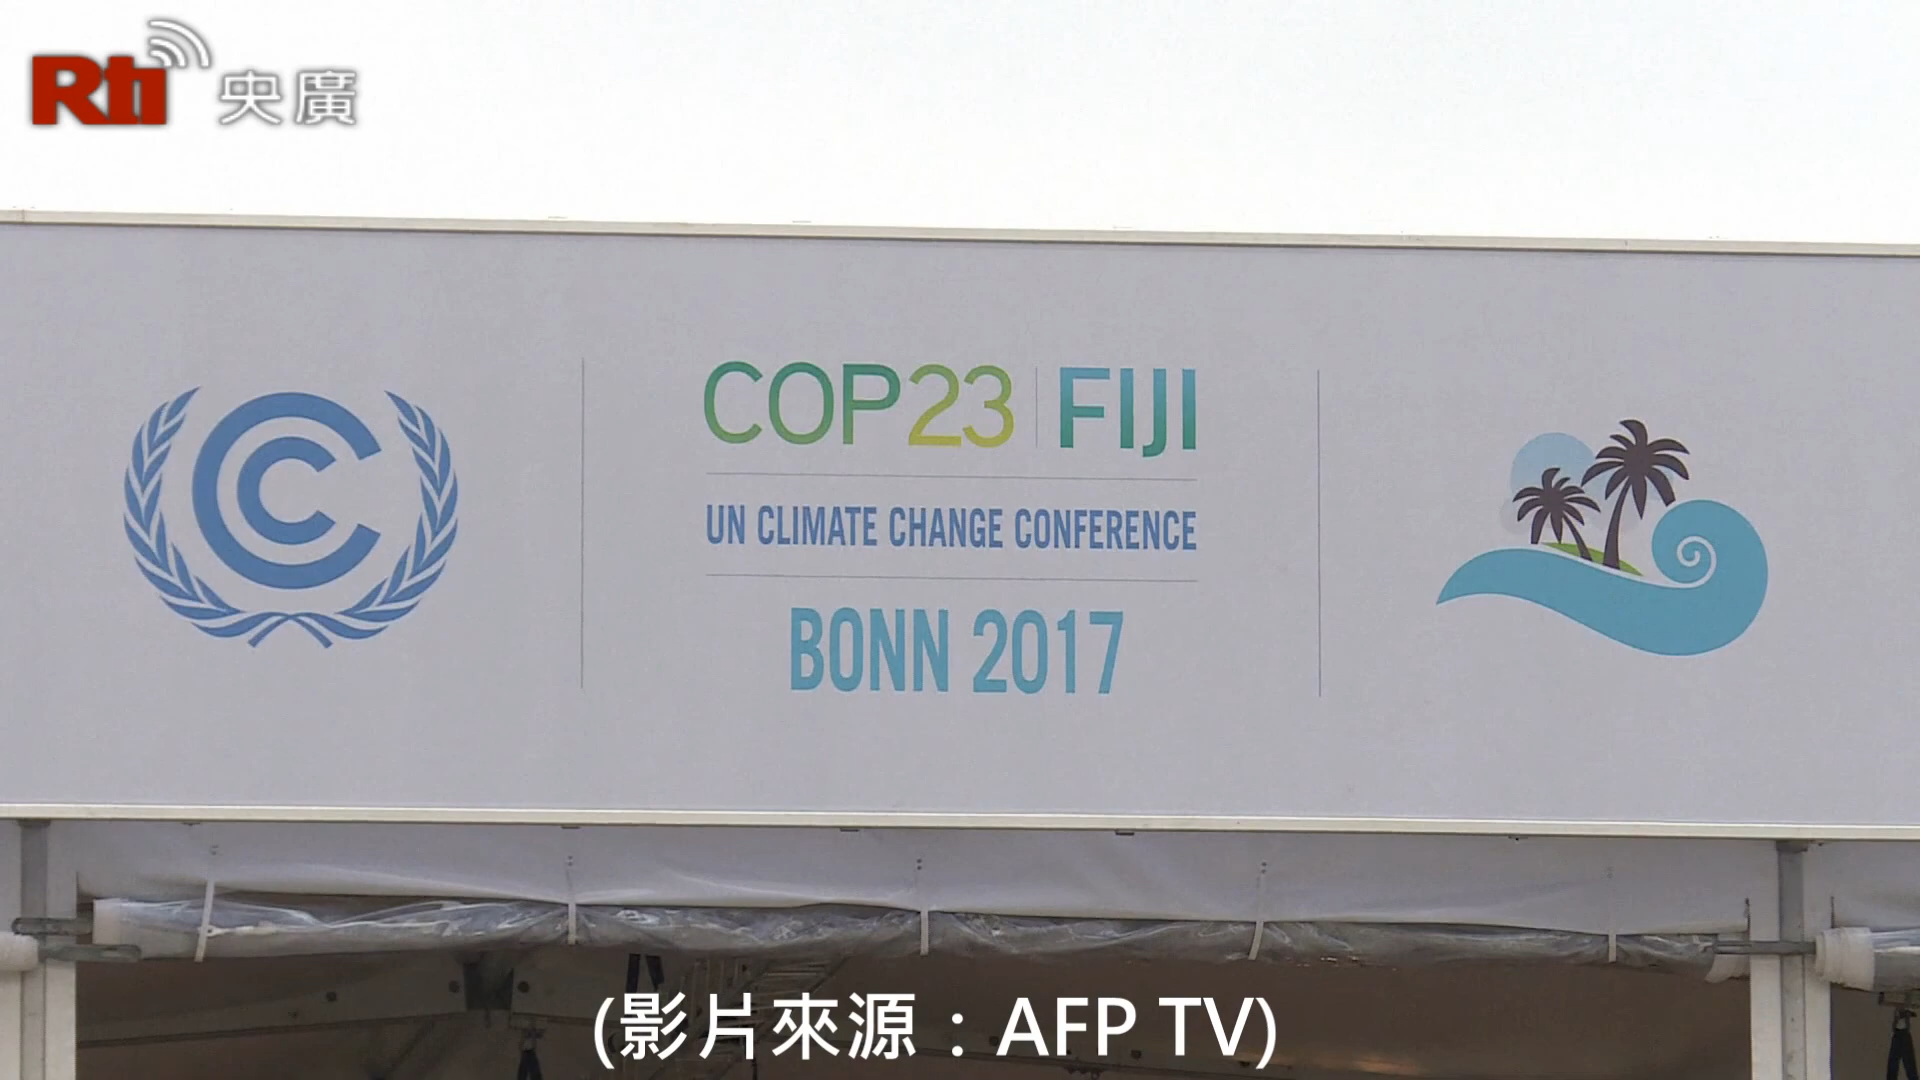 Rti 央廣
COP23 | FIJI
UN CLIMATE CHANGE CONFERENCE
BONN 2017
(影片來源：AFP TV)